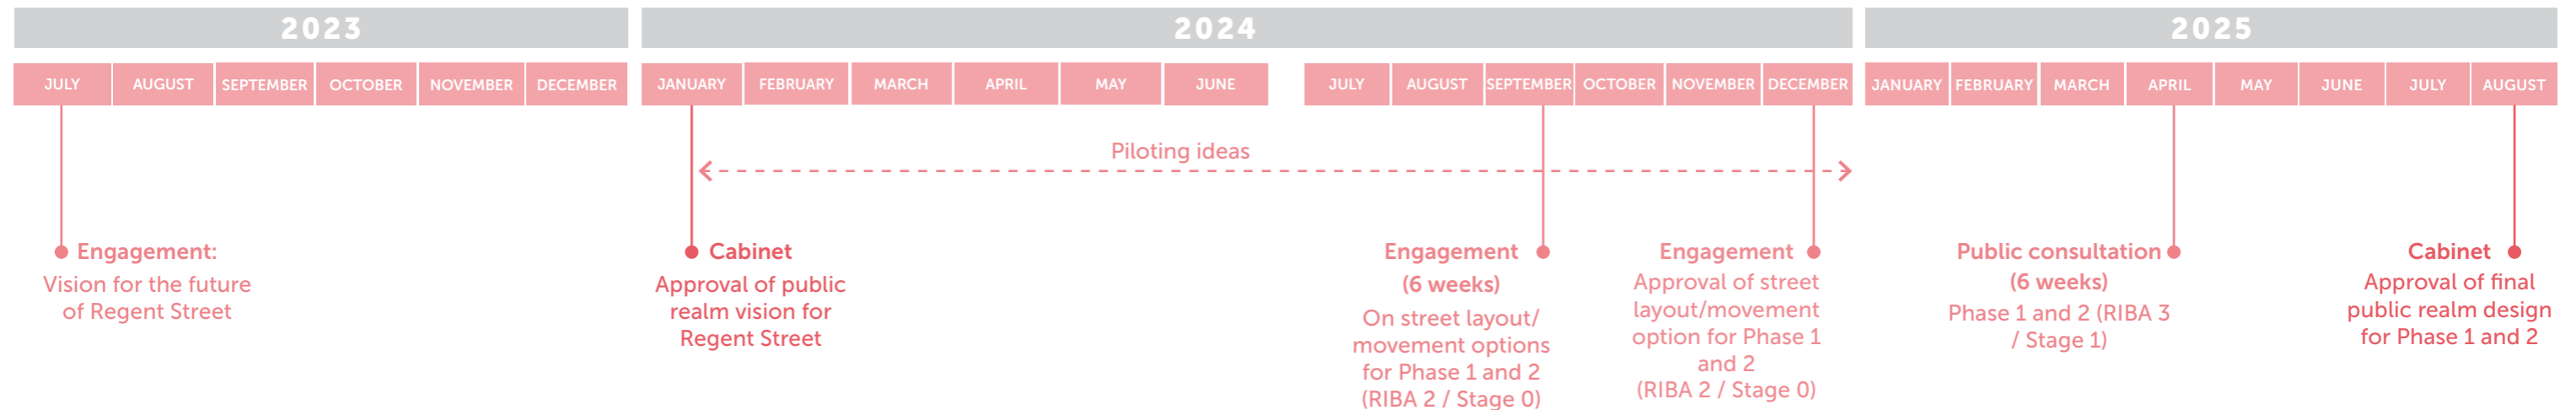 2023
2024
2025
JULY
AUGUST
SEPTEMBER
OCTOBER
NOVEMBER
DECEMBER
JANUARY
FEBRUARY
MARCH
APRIL
MAY
JUNE
JULY
AUGUST
SEPTEMBER
OCTOBER
NOVEMBER
DECEMBER
JANUARY
FEBRUARY
MARCH
APRIL
MAY
JUNE
JULY
AUGUST
Piloting ideas
Engagement:
Vision for the future
of Regent Street
Cabinet
Approval of public
realm vision for
Regent Street
Engagement
(6 weeks)
On street layout/
movement options
for Phase 1 and 2
(RIBA 2 / Stage 0)
Engagement
Approval of street
layout/movement
option for Phase 1
and 2
(RIBA 2 / Stage 0)
Public consultation
(6 weeks)
Phase 1 and 2 (RIBA 3
/ Stage 1)
Cabinet
Approval of final
public realm design
for Phase 1 and 2